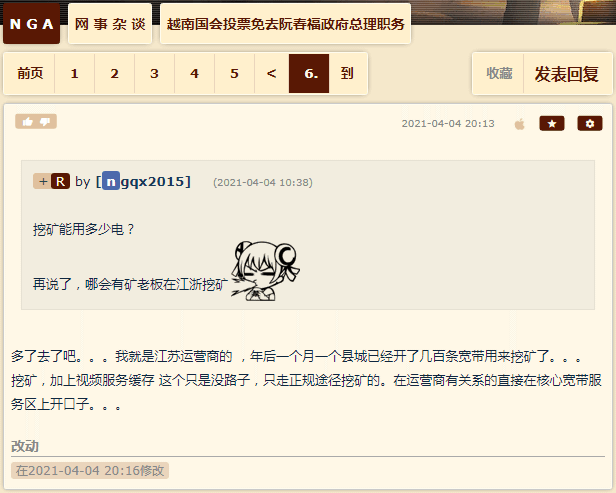 NGA 网事杂谈 越南国会投票免去阮春福政府总理职务
前页 1 2 3 4 5 < 6. 到 收藏 发表回复
2021-04-04 20:13
+ R by [ngqx2015] (2021-04-04 10:38)
挖矿能用多少电？
再说了，哪会有矿老板在江浙挖矿
多了去了吧。。。我就是江苏运营商的 ，年后一个月一个县城已经开了几百条宽带用来挖矿了。。。
挖矿，加上视频服务缓存 这个只是没路子，只走正规途径挖矿的。在运营商有关系的直接在核心宽带服
务区上开口子。。。
改动
在2021-04-04 20:16修改